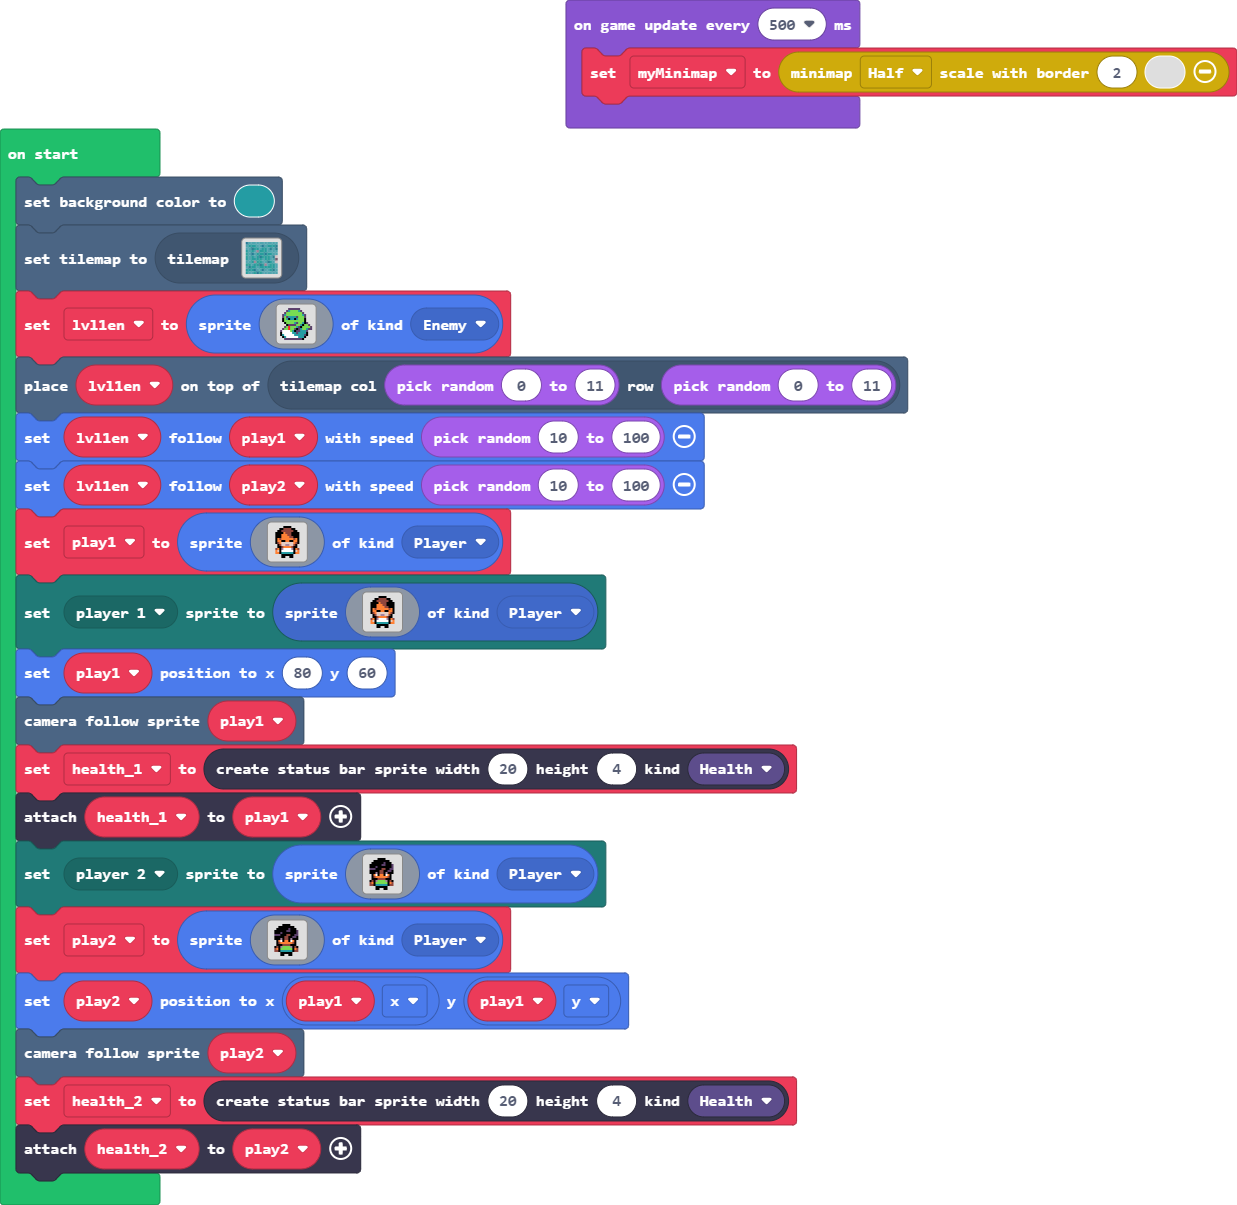 on game update every 500 ms
set myMinimap to minimap Half scale with border 2
on start
set background color to
set tilemap to tilemap
set lvl1en to sprite of kind Enemy
place lvl1en on top of tilemap col pick random 0 to 11 row pick random 0 to 11
set lvl1en follow play1 with speed pick random 10 to 100
set lvl1en follow play2 with speed pick random 10 to 100
set play1 to sprite of kind Player
set player 1 sprite to sprite of kind Player
set play1 position to x 80 y 60
camera follow sprite play1
set health_1 to create status bar sprite width 20 height 4 kind Health
attach health_1 to play1
set player 2 sprite to sprite of kind Player
set play2 to sprite of kind Player
set play2 position to x play1 x y play1 y
camera follow sprite play2
set health_2 to create status bar sprite width 20 height 4 kind Health
attach health_2 to play2